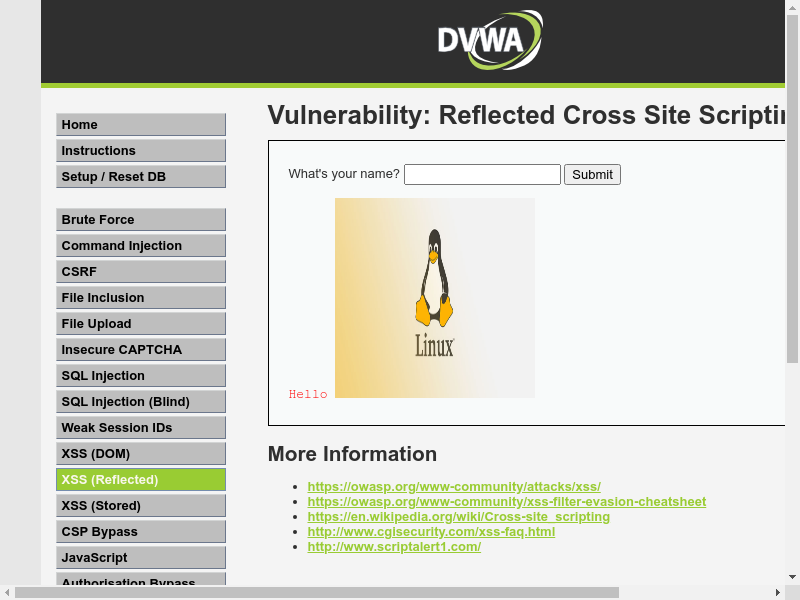 DVWA
Vulnerability: Reflected Cross Site
Home
Instructions
Setup / Reset DB
Brute Force
Command Injection
CSRF
File Inclusion
File Upload
Insecure CAPTCHA
SQL Injection
SQL Injection (Blind)
Weak Session IDs
XSS (DOM)
XSS (Reflected)
XSS (Stored)
CSP Bypass
JavaScript
Authorisation Bypass
What's your name? Submit
Linux
Hello
More Information
https://owasp.org/www-community/attacks/xss/
https://owasp.org/www-community/xss-filter-evasion-cheatsheet
https://en.wikipedia.org/wiki/Cross-site_scripting
http://www.cgisecurity.com/xss-faq.html
http://www.scriptalert1.com/